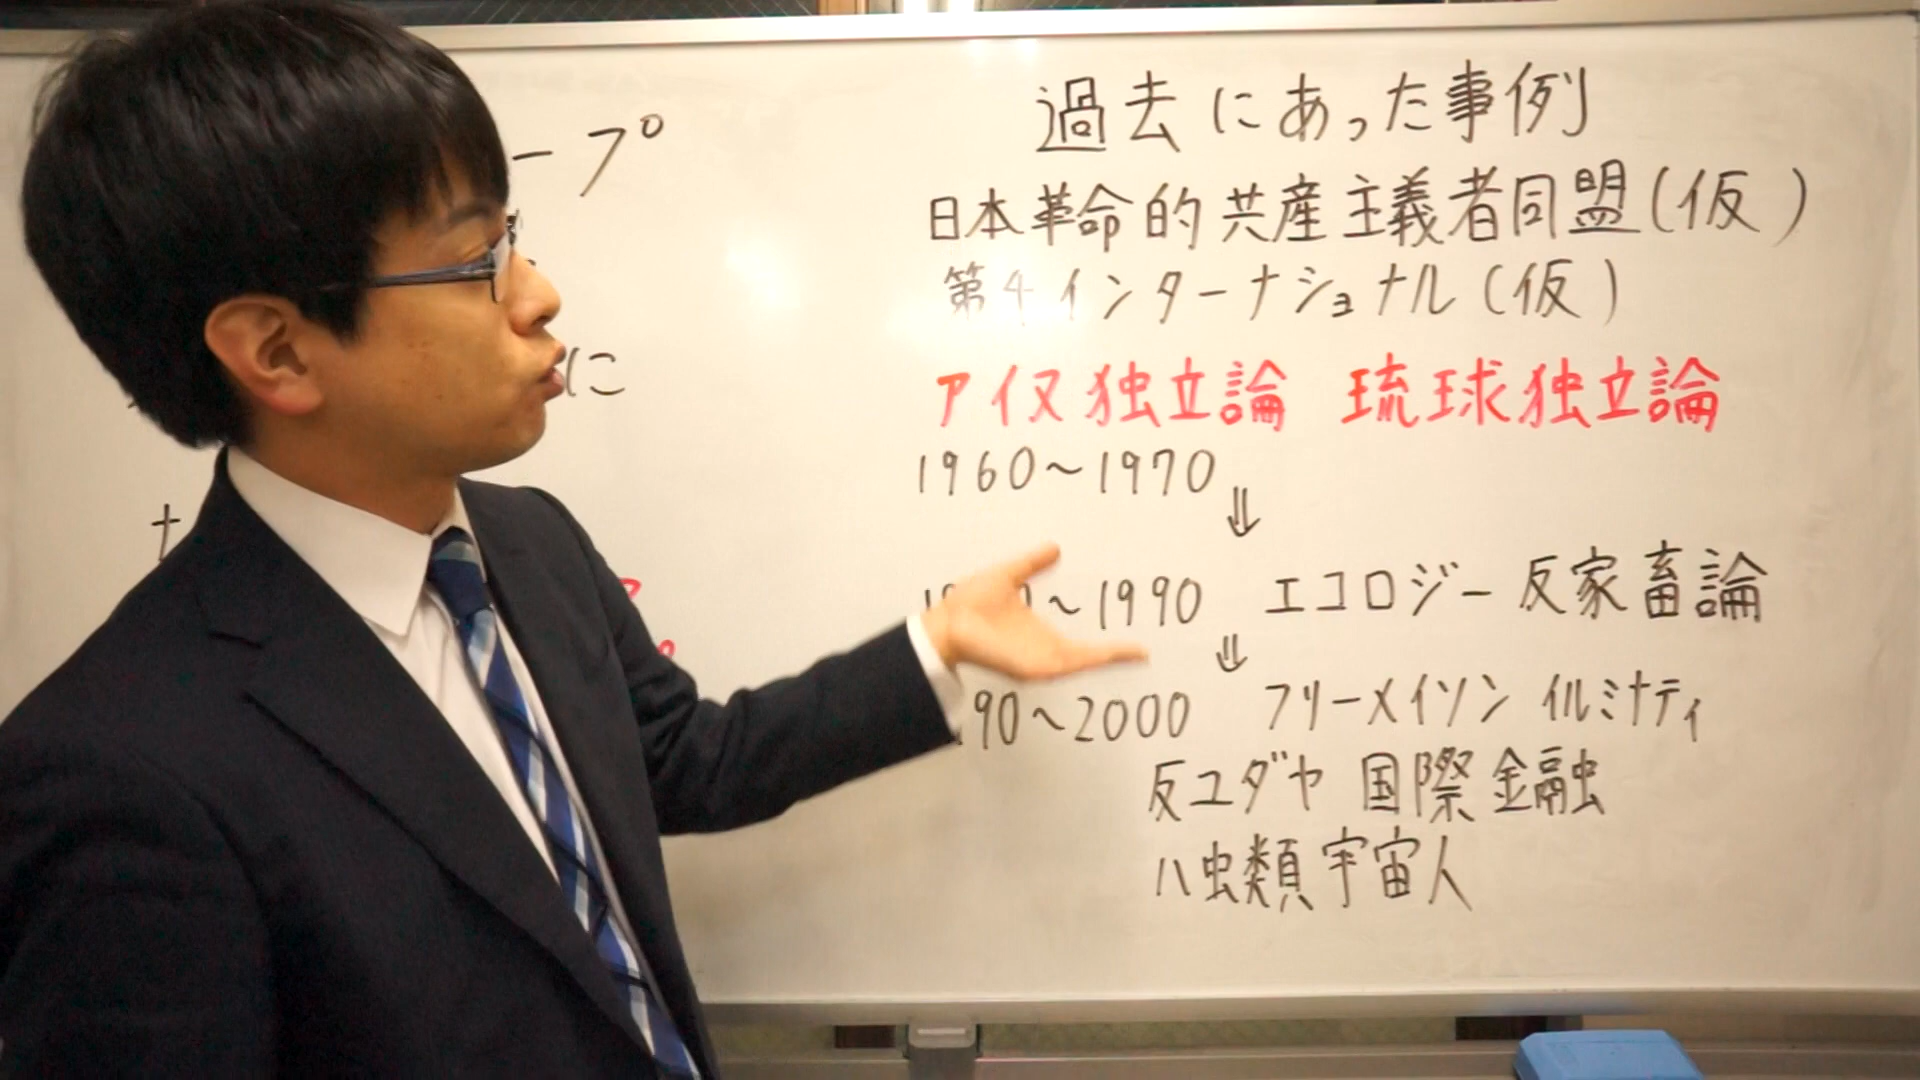 ープ
に
過去にあった事例
日本革命的共産主義者同盟(仮)
第4インターナショナル(仮)
アイヌ独立論 琉球独立論
1960～1970
⇓
～1990 エコロジー 反家畜論
⇓
90～2000 フリーメイソン イルミナティ
反ユダヤ 国際金融
ハ虫類宇宙人